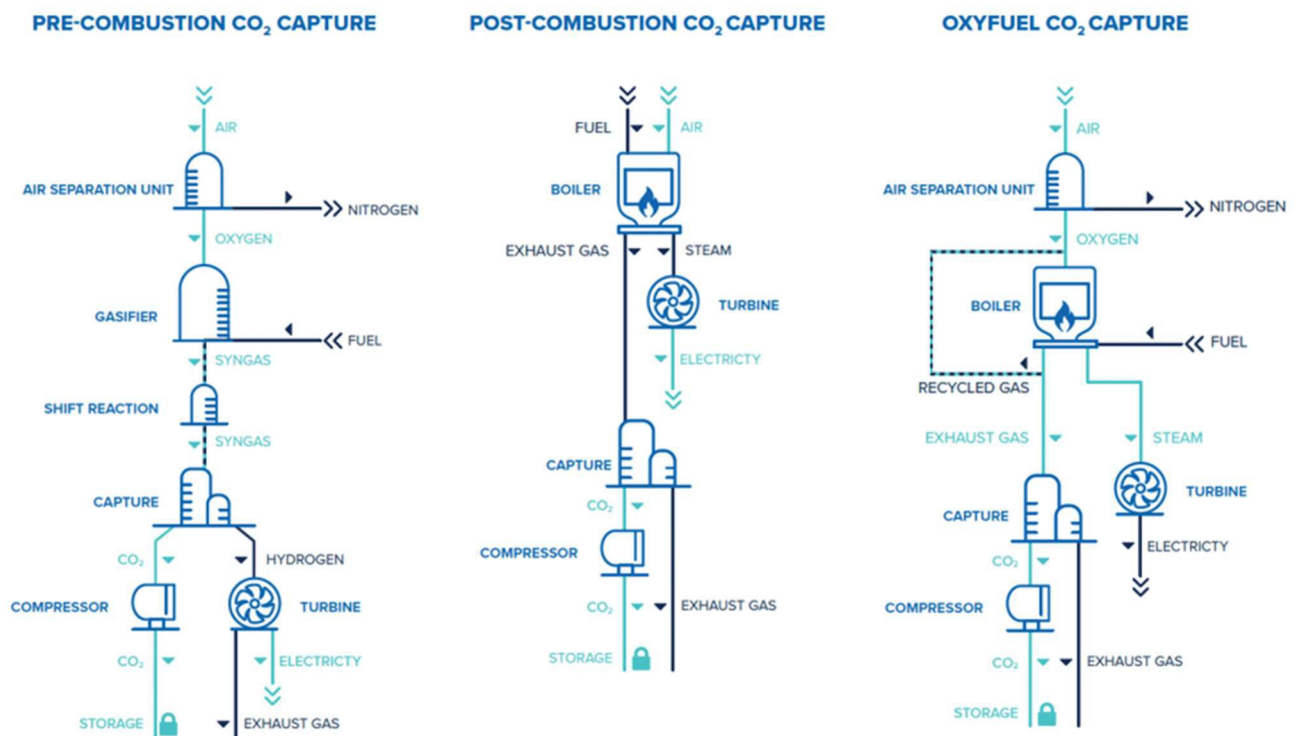 PRE-COMBUSTION CO₂ CAPTURE
AIR
AIR SEPARATION UNIT
NITROGEN
OXYGEN
GASIFIER
FUEL
SYNGAS
SHIFT REACTION
SYNGAS
CAPTURE
CO₂
HYDROGEN
COMPRESSOR
TURBINE
CO₂
ELECTRICTY
STORAGE
EXHAUST GAS
POST-COMBUSTION CO₂ CAPTURE
FUEL
AIR
BOILER
EXHAUST GAS
STEAM
TURBINE
ELECTRICTY
CAPTURE
CO₂
COMPRESSOR
CO₂
EXHAUST GAS
STORAGE
OXYFUEL CO₂ CAPTURE
AIR
AIR SEPARATION UNIT
NITROGEN
OXYGEN
BOILER
FUEL
RECYCLED GAS
EXHAUST GAS
STEAM
TURBINE
CAPTURE
ELECTRICTY
CO₂
COMPRESSOR
CO₂
EXHAUST GAS
STORAGE